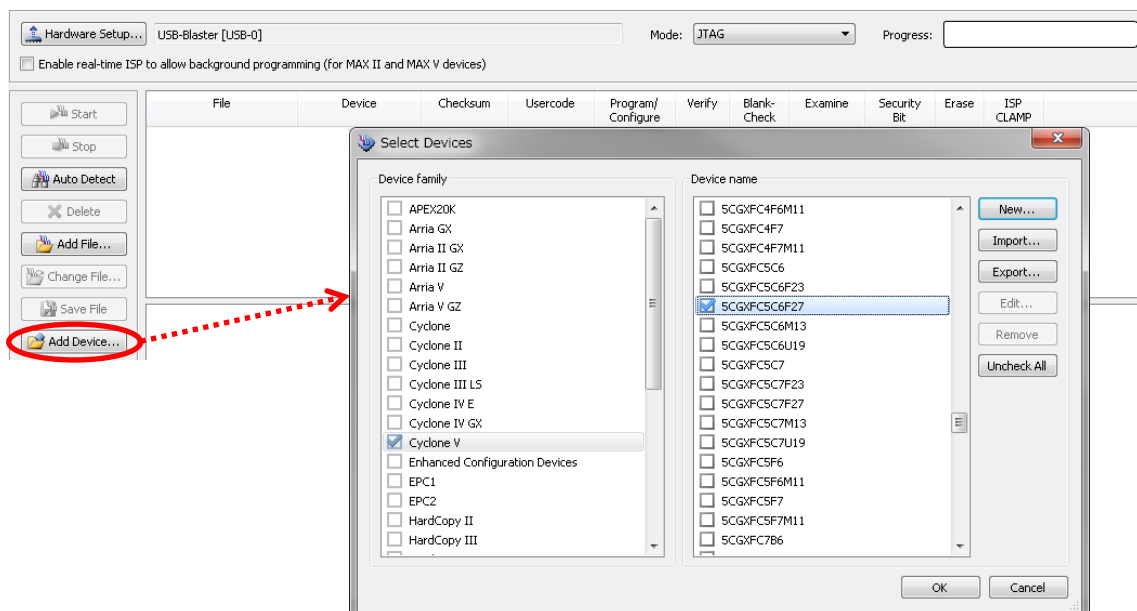 Hardware Setup... USB-Blaster [USB-0] Mode: JTAG Progress:
Enable real-time ISP to allow background programming (for MAX II and MAX V devices)
Start
Stop
Auto Detect
Delete
Add File...
Change File...
Save File
Add Device...
File Device Checksum Usercode Program/ Verify Blank- Examine Security Erase ISP
Configure Check Bit CLAMP
Select Devices
Device family
APEX20K
Arria GX
Arria II GX
Arria II GZ
Arria V
Arria V GZ
Cyclone
Cyclone II
Cyclone III
Cyclone III LS
Cyclone IV E
Cyclone IV GX
Cyclone V
Enhanced Configuration Devices
EPC1
EPC2
HardCopy II
HardCopy III
Device name
5CGXFC4F6M11
5CGXFC4F7
5CGXFC4F7M11
5CGXFC5C6
5CGXFC5C6F23
5CGXFC5C6F27
5CGXFC5C6M13
5CGXFC5C6U19
5CGXFC5C7
5CGXFC5C7F23
5CGXFC5C7F27
5CGXFC5C7M13
5CGXFC5C7U19
5CGXFC5F6
5CGXFC5F6M11
5CGXFC5F7
5CGXFC5F7M11
5CGXFC7B6
New...
Import...
Export...
Edit...
Remove
Uncheck All
OK Cancel